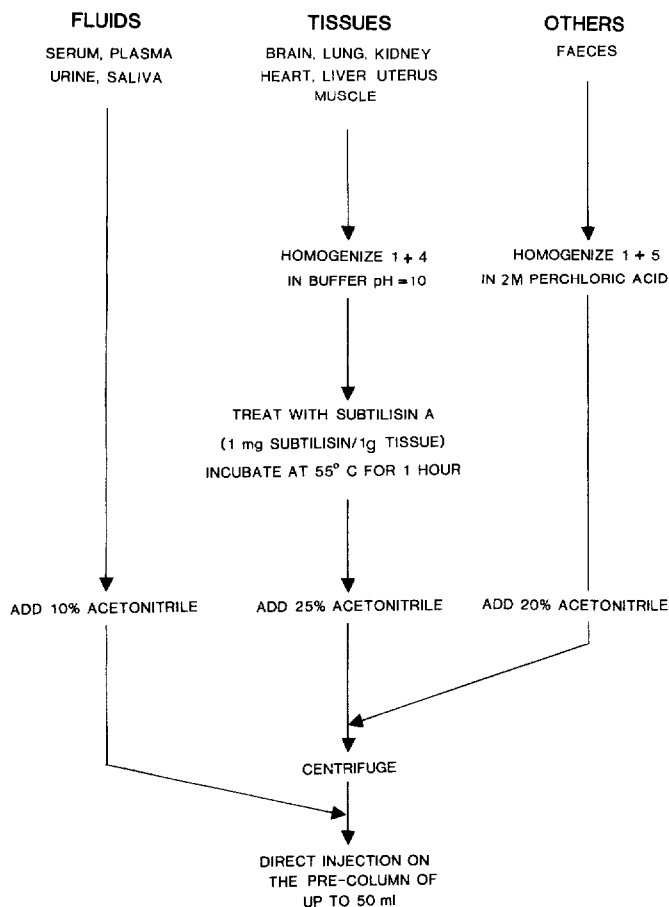 FLUIDS
SERUM, PLASMA
URINE, SALIVA
TISSUES
BRAIN, LUNG, KIDNEY
HEART, LIVER UTERUS
MUSCLE
OTHERS
FAECES
HOMOGENIZE 1 + 4
IN BUFFER pH = 10
HOMOGENIZE 1 + 5
IN 2M PERCHLORIC ACID
TREAT WITH SUBTILISIN A
(1 mg SUBTILISIN/1g TISSUE)
INCUBATE AT 55° C FOR 1 HOUR
ADD 10% ACETONITRILE
ADD 25% ACETONITRILE
ADD 20% ACETONITRILE
CENTRIFUGE
DIRECT INJECTION ON
THE PRE-COLUMN OF
UP TO 50 ml